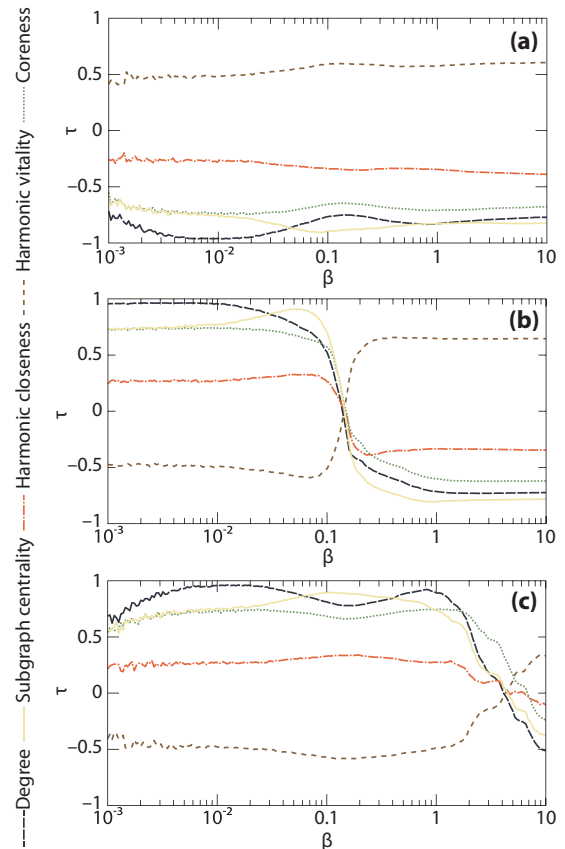 Degree Subgraph centrality Harmonic closeness Harmonic vitality Coreness
(a)
1
0.5
0
−0.5
−1
τ
10⁻³ 10⁻² 0.1 1 10
β
(b)
1
0.5
0
−0.5
−1
τ
10⁻³ 10⁻² 0.1 1 10
β
(c)
1
0.5
0
−0.5
−1
τ
10⁻³ 10⁻² 0.1 1 10
β